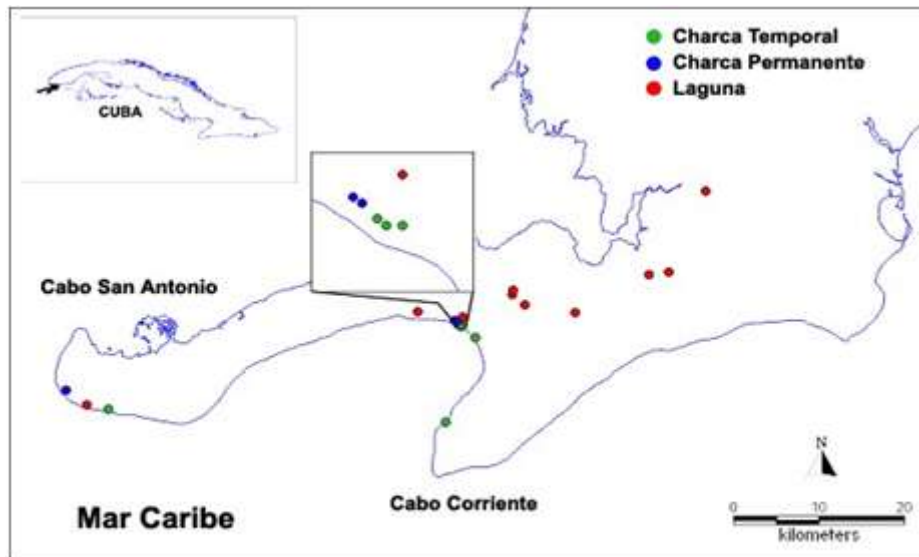 Charca Temporal
Charca Permanente
Laguna
CUBA
Cabo San Antonio
Cabo Corriente
Mar Caribe
N
0 10 20
kilometers